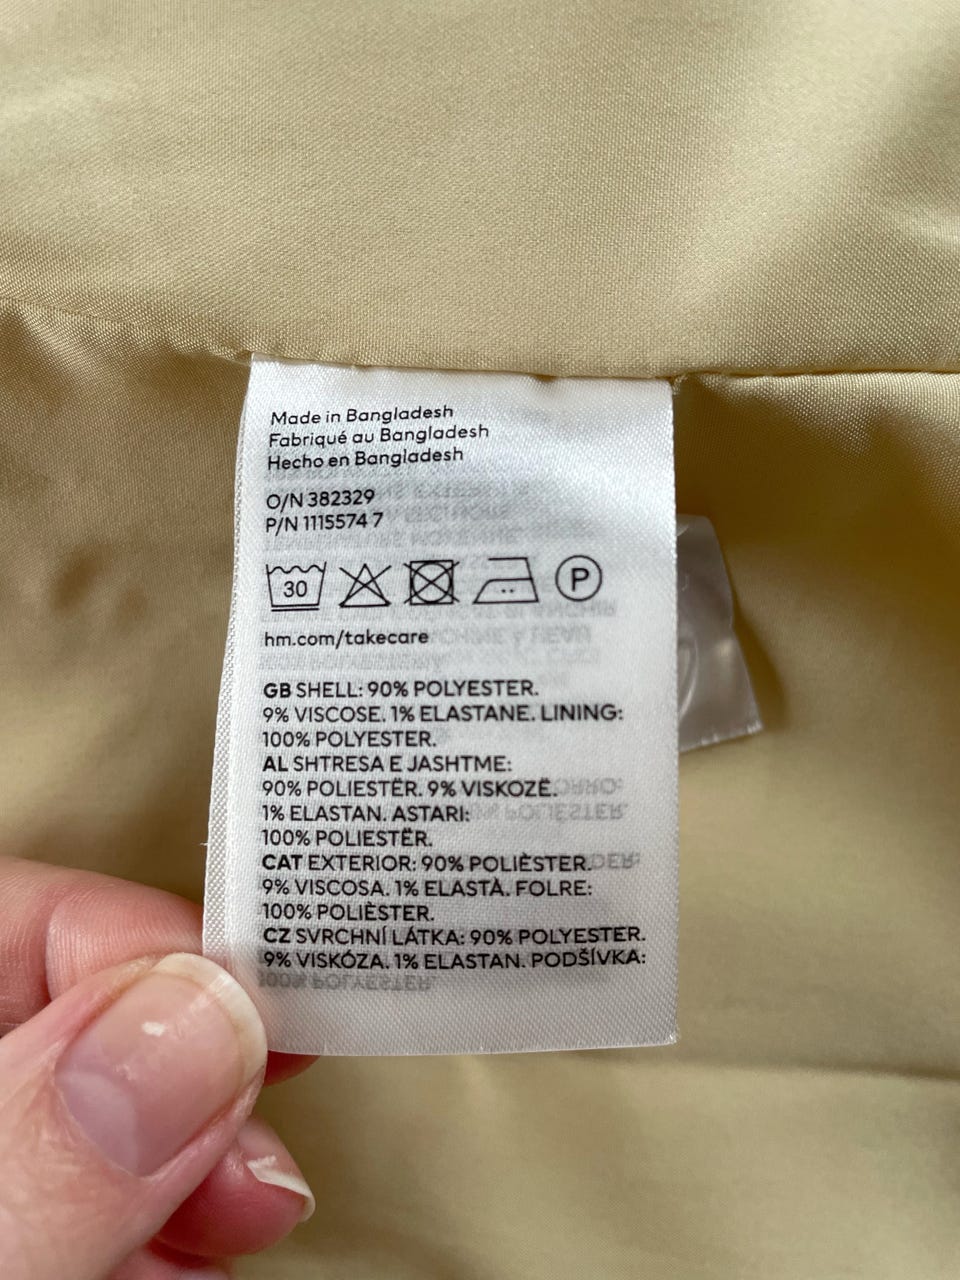 Made in Bangladesh
Fabriqué au Bangladesh
Hecho en Bangladesh
O/N 382329
P/N 1115574 7
30 P
hm.com/takecare
GB SHELL: 90% POLYESTER.
9% VISCOSE. 1% ELASTANE. LINING:
100% POLYESTER.
AL SHTRESA E JASHTME:
90% POLIESTËR. 9% VISKOZË.
1% ELASTAN. ASTARI:
100% POLIESTËR.
CAT EXTERIOR: 90% POLIÈSTER.
9% VISCOSA. 1% ELASTÀ. FOLRE:
100% POLIÈSTER.
CZ SVRCHNÍ LÁTKA: 90% POLYESTER.
9% VISKÓZA. 1% ELASTAN. PODŠÍVKA: